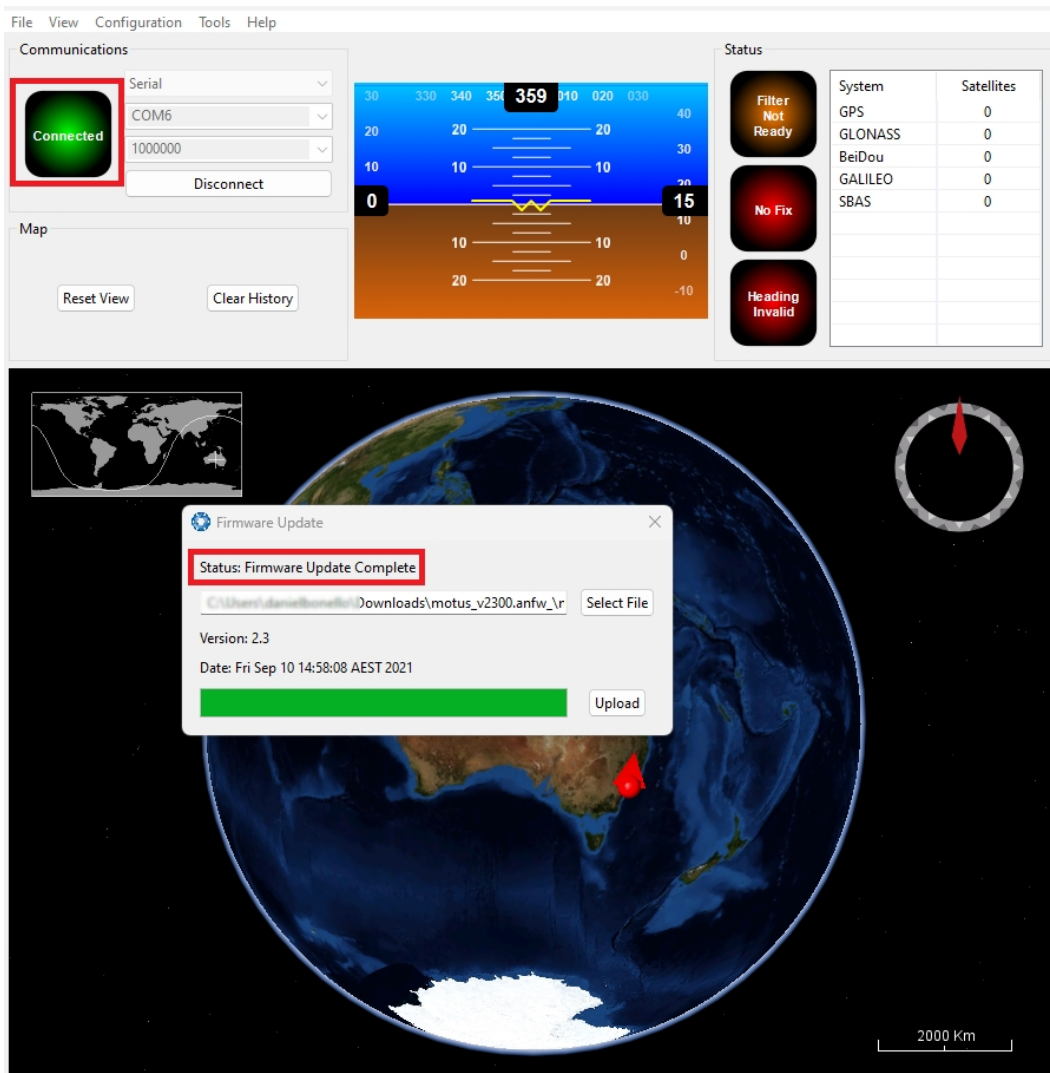 File View Configuration Tools Help
Communications
Connected
Serial
COM6
1000000
Disconnect
Map
Reset View Clear History
30 330 340 350 359 010 020 030
40
20 20 20
30
10 10 10
20
0 15
10
10 10
0
20 20
-10
Status
Filter
Not
Ready
No Fix
Heading
Invalid
System Satellites
GPS 0
GLONASS 0
BeiDou 0
GALILEO 0
SBAS 0
Firmware Update
Status: Firmware Update Complete
Downloads\motus_v2300.anfw_\r Select File
Version: 2.3
Date: Fri Sep 10 14:58:08 AEST 2021
Upload
2000 Km